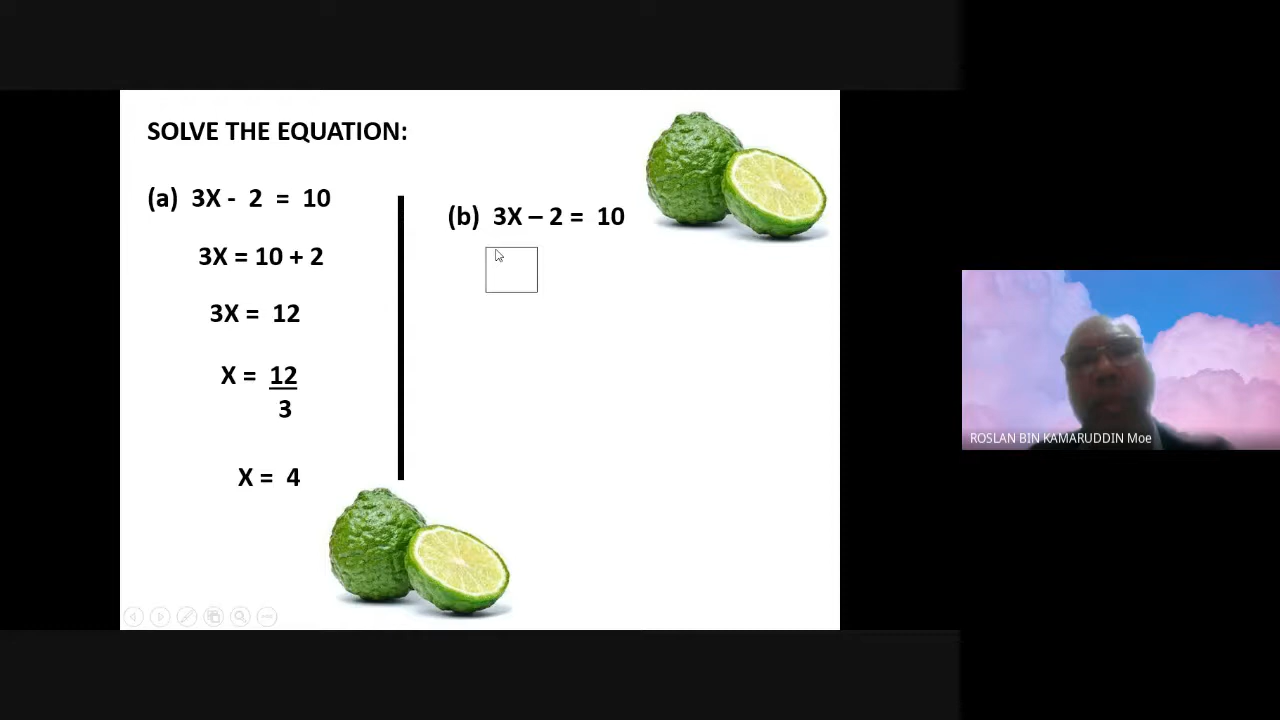 SOLVE THE EQUATION:
(a) 3X - 2 = 10
3X = 10 + 2
3X = 12
X = 12
3
X = 4
(b) 3X – 2 = 10
ROSLAN BIN KAMARUDDIN Moe